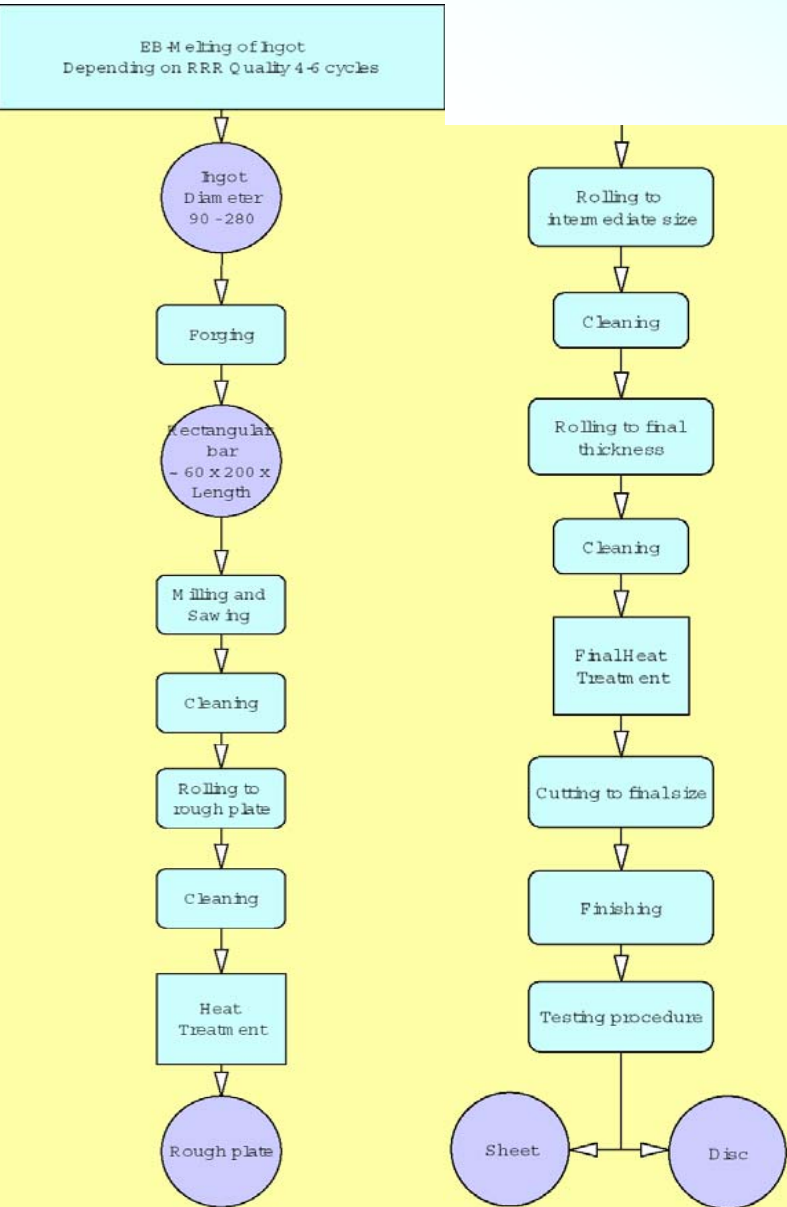 EB-Melting of Ingot
Depending on RRR Quality 4-6 cycles
Ingot
Diameter
90 -280
Forging
Rectangular
bar
~ 60 x 200 x
Length
Milling and
Sawing
Cleaning
Rolling to
rough plate
Cleaning
Heat
Treatment
Rough plate
Rolling to
intermediate size
Cleaning
Rolling to final
thickness
Cleaning
Final Heat
Treatment
Cutting to final size
Finishing
Testing procedure
Sheet
Disc